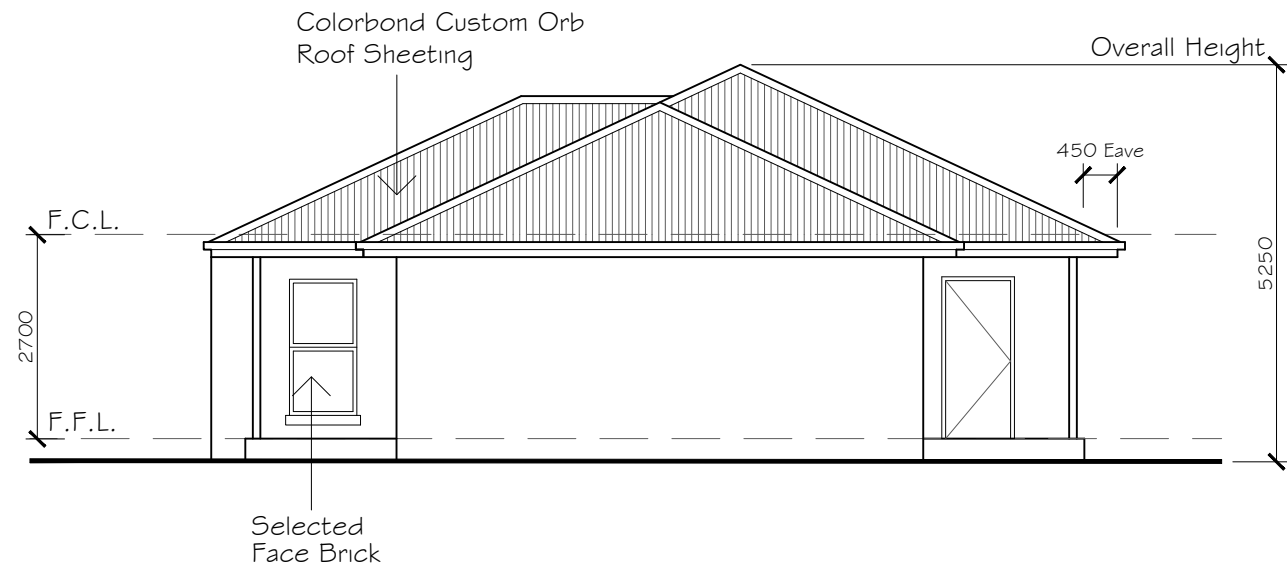 Colorbond Custom Orb
Roof Sheeting
Overall Height
450 Eave
F.C.L.
2700
5250
F.F.L.
Selected
Face Brick